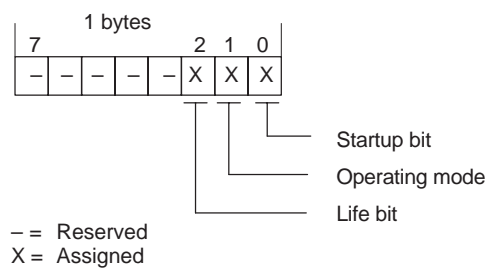 1 bytes
7 2 1 0
– – – – – X X X
Startup bit
Operating mode
Life bit
– = Reserved
X = Assigned